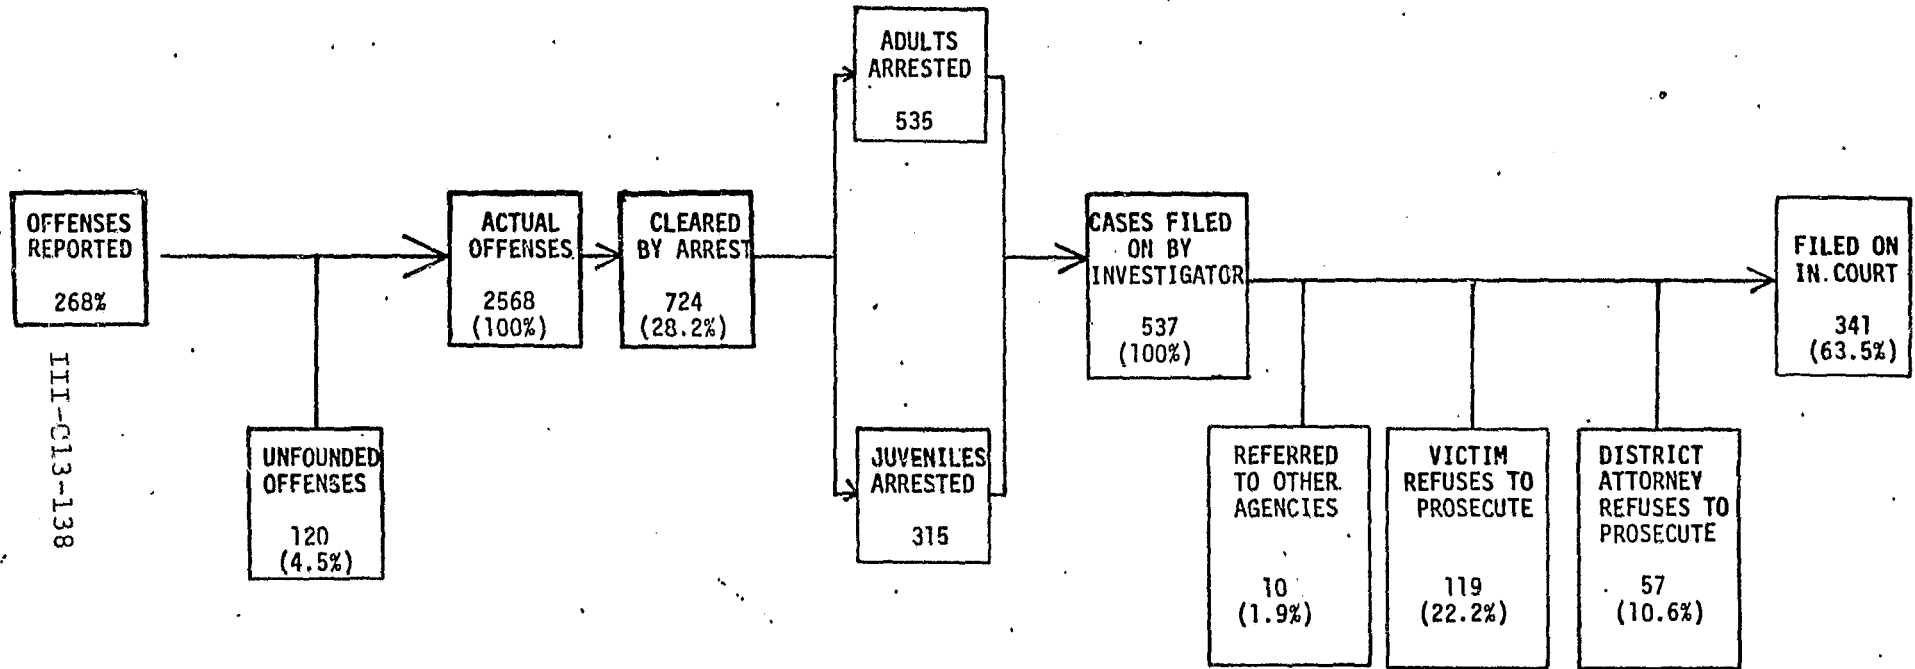 OFFENSES
REPORTED
268%
UNFOUNDED
OFFENSES
120
(4.5%)
ACTUAL
OFFENSES
2568
(100%)
CLEARED
BY ARREST
724
(28.2%)
ADULTS
ARRESTED
535
JUVENILES
ARRESTED
315
CASES FILED
ON BY
INVESTIGATOR
537
(100%)
REFERRED
TO OTHER
AGENCIES
10
(1.9%)
VICTIM
REFUSES TO
PROSECUTE
119
(22.2%)
DISTRICT
ATTORNEY
REFUSES TO
PROSECUTE
57
(10.6%)
FILED ON
IN COURT
341
(63.5%)
III-C13-138